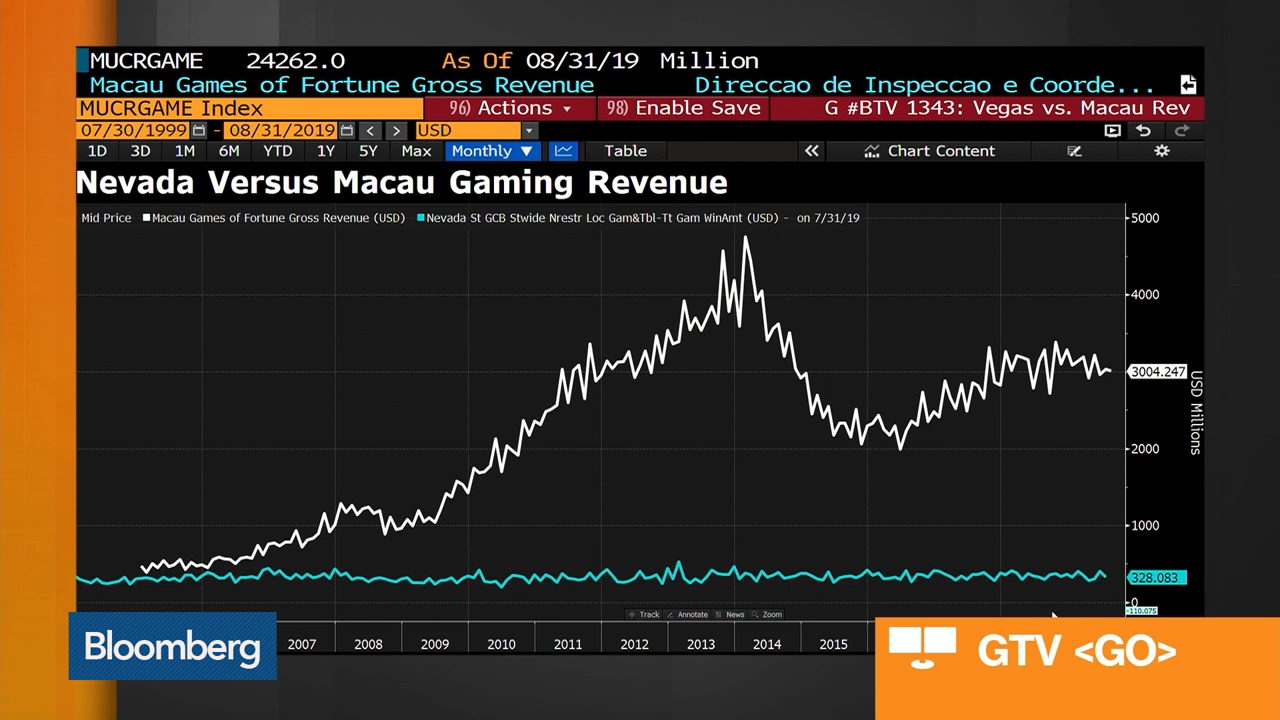 MUCRGAME 24262.0 As Of 08/31/19 Million
Macau Games of Fortune Gross Revenue Direccao de Inspeccao e Coorde...
MUCRGAME Index 96) Actions 98) Enable Save G #BTV 1343: Vegas vs. Macau Rev
07/30/1999 - 08/31/2019 < > USD
1D 3D 1M 6M YTD 1Y 5Y Max Monthly ▼ Table « Chart Content
Nevada Versus Macau Gaming Revenue
Mid Price Macau Games of Fortune Gross Revenue (USD) Nevada St GCB Stwide Nrestr Loc Gam&Tbl-Tt Gam WinAmt (USD) - on 7/31/19
5000
4000
3004.247
USD Millions
2000
1000
328.083
0
-110.075
Track Annotate News Zoom
2007 2008 2009 2010 2011 2012 2013 2014 2015
Bloomberg
GTV <GO>